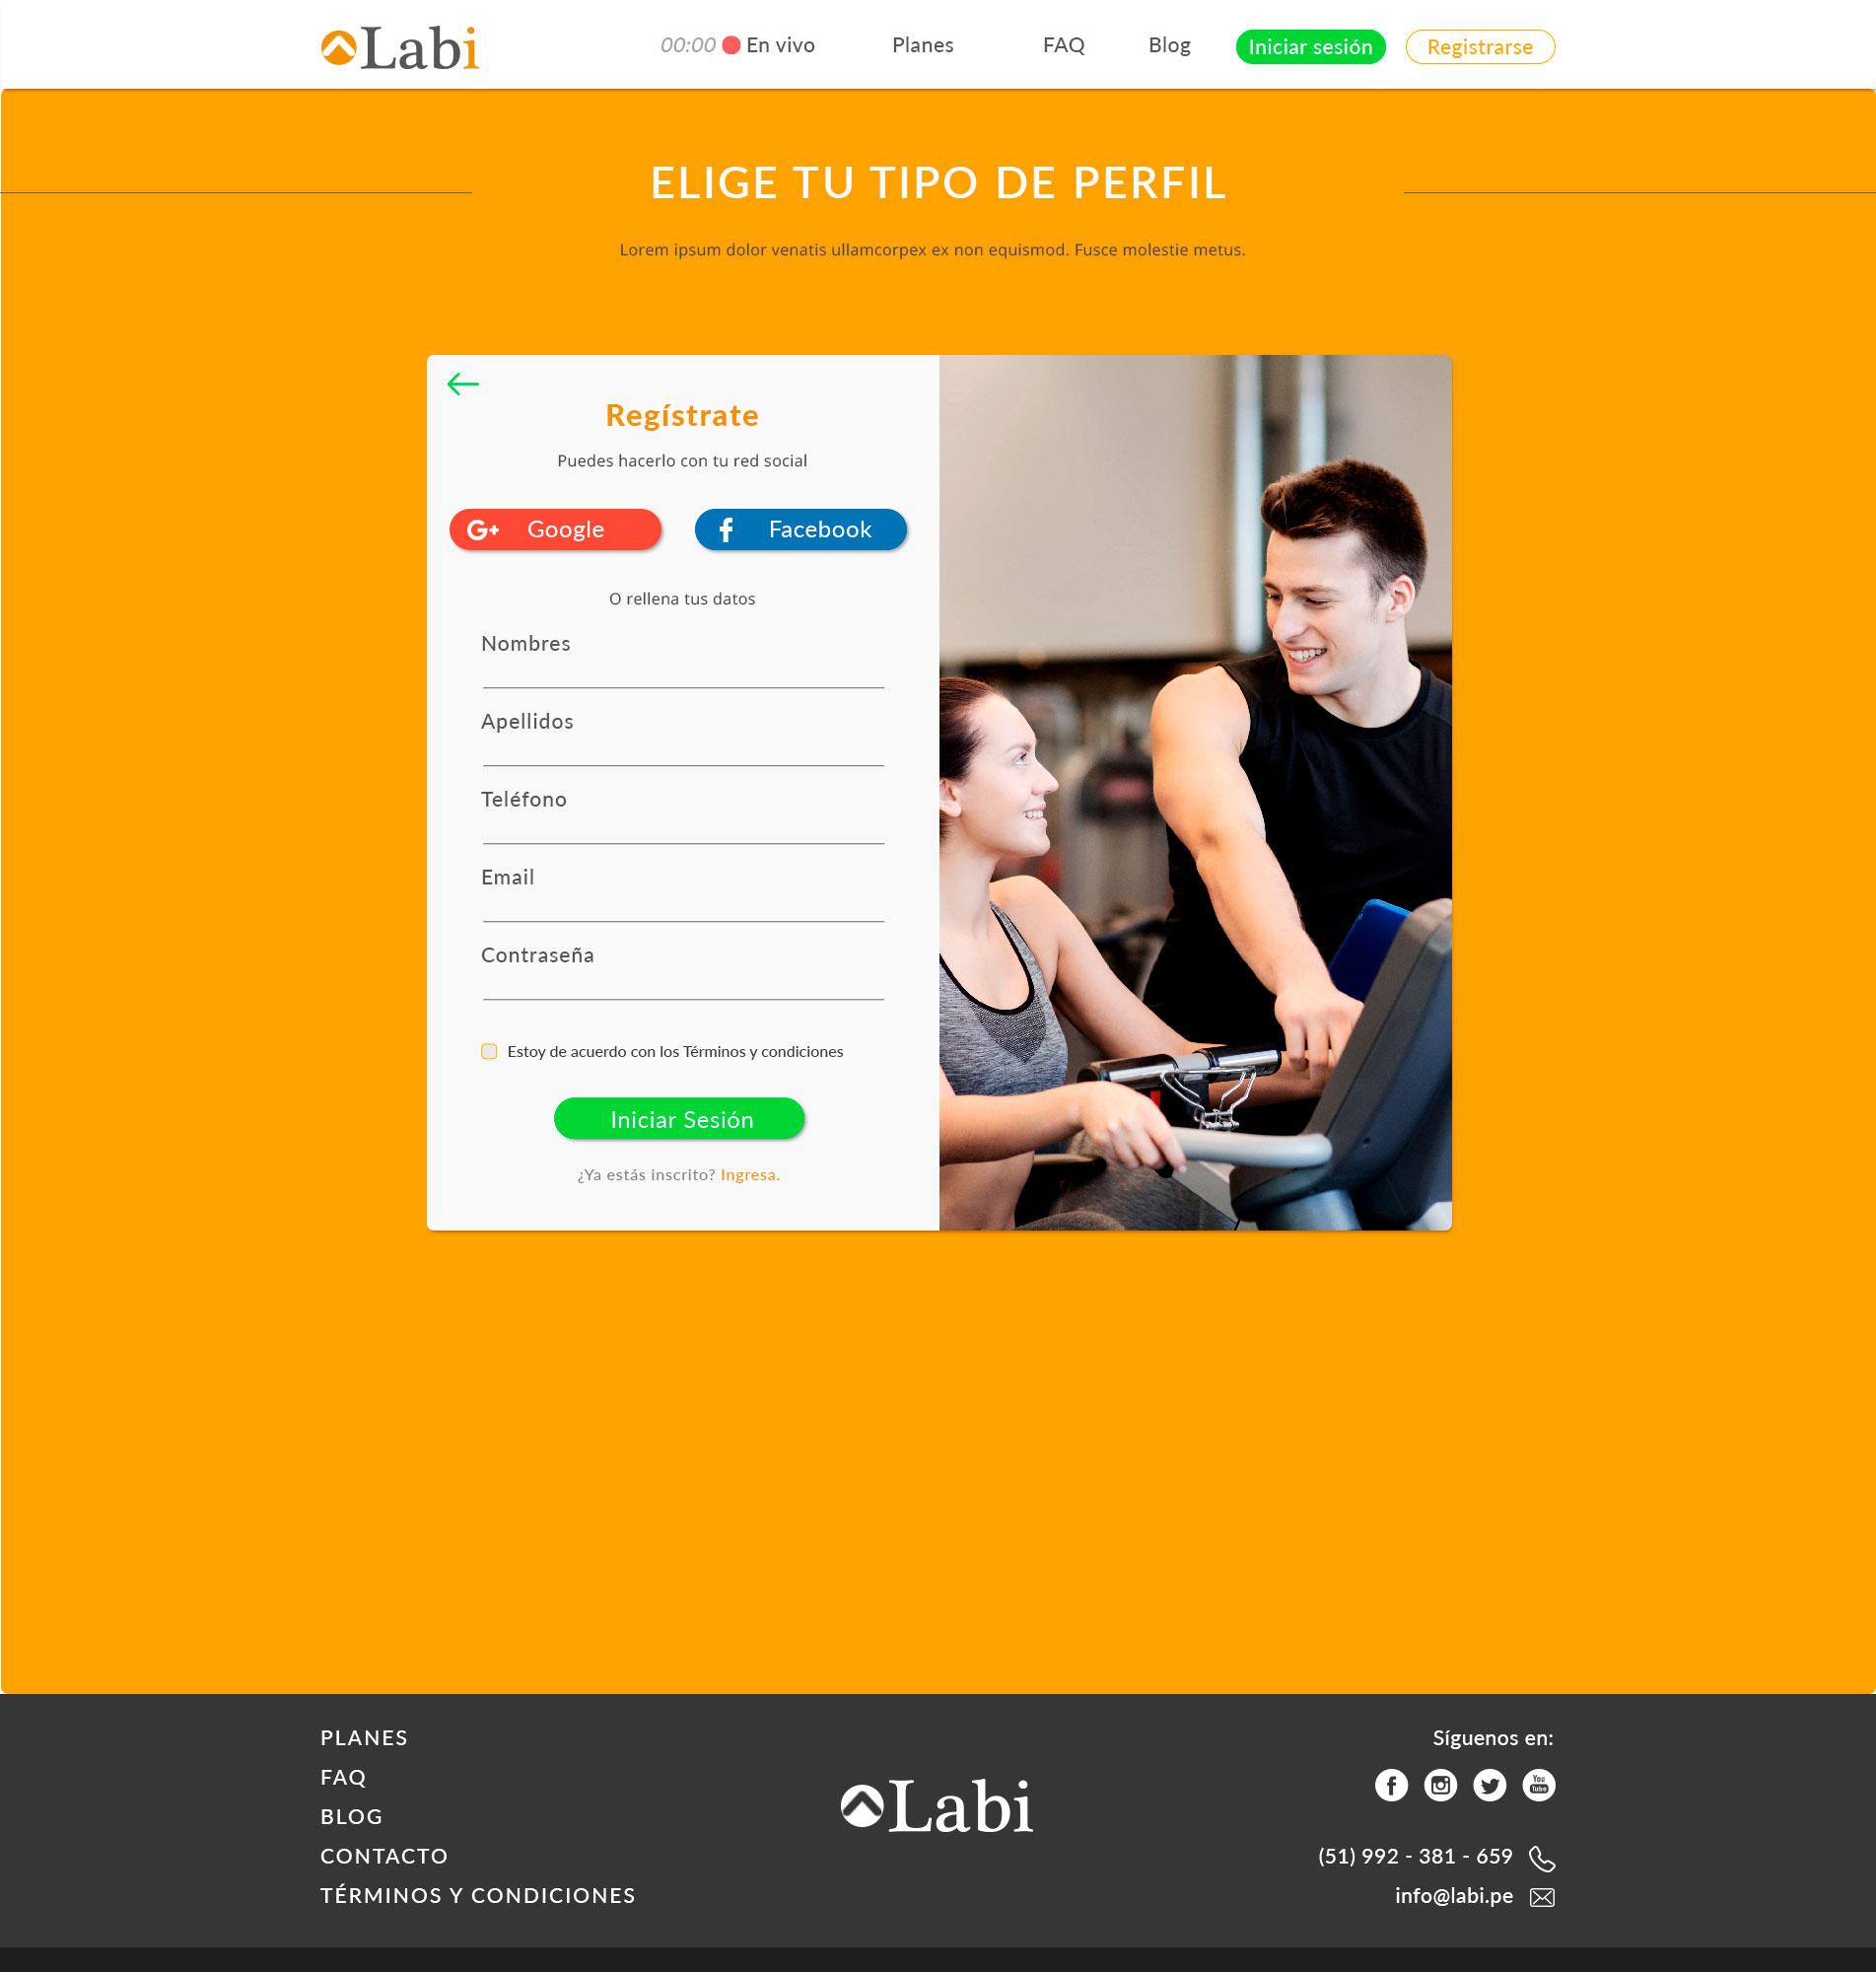 Labi
00:00 En vivo
Planes
FAQ
Blog
Iniciar sesión
Registrarse
ELIGE TU TIPO DE PERFIL
Lorem ipsum dolor venatis ullamcorpex ex non equismod. Fusce molestie metus.
Regístrate
Puedes hacerlo con tu red social
G+ Google
f Facebook
O rellena tus datos
Nombres
Apellidos
Teléfono
Email
Contraseña
Estoy de acuerdo con los Términos y condiciones
Iniciar Sesión
¿Ya estás inscrito? Ingresa.
PLANES
FAQ
BLOG
CONTACTO
TÉRMINOS Y CONDICIONES
Labi
Síguenos en:
f
You
Tube
(51) 992 - 381 - 659
info@labi.pe